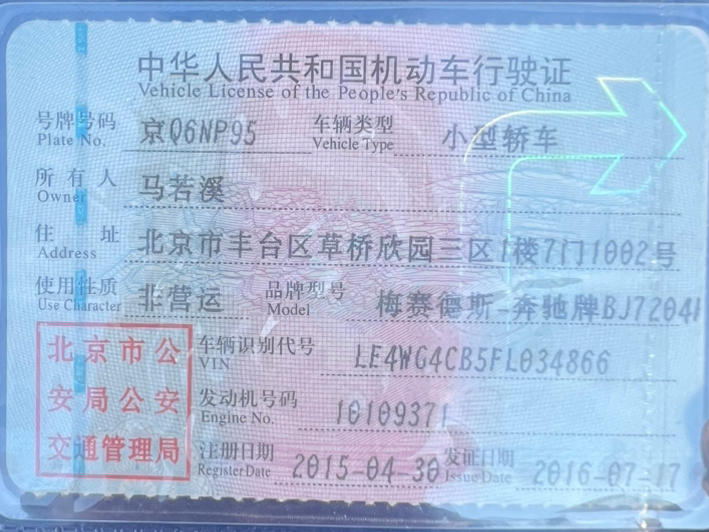 中华人民共和国机动车行驶证
Vehicle License of the People's Republic of China
号牌号码 京Q6NP95 车辆类型 小型轿车
Plate No. Vehicle Type
所有人 马若溪
Owner
住址 北京市丰台区草桥欣园三区1楼7门1002号
Address
使用性质 非营运 品牌型号 梅赛德斯-奔驰牌BJ7204
Use Character Model
北京市公安局公安交通管理局
车辆识别代号 LE4WG4CB5FL034866
VIN
发动机号码 10109371
Engine No.
注册日期 2015-04-30 发证日期 2016-07-17
Register Date Issue Date